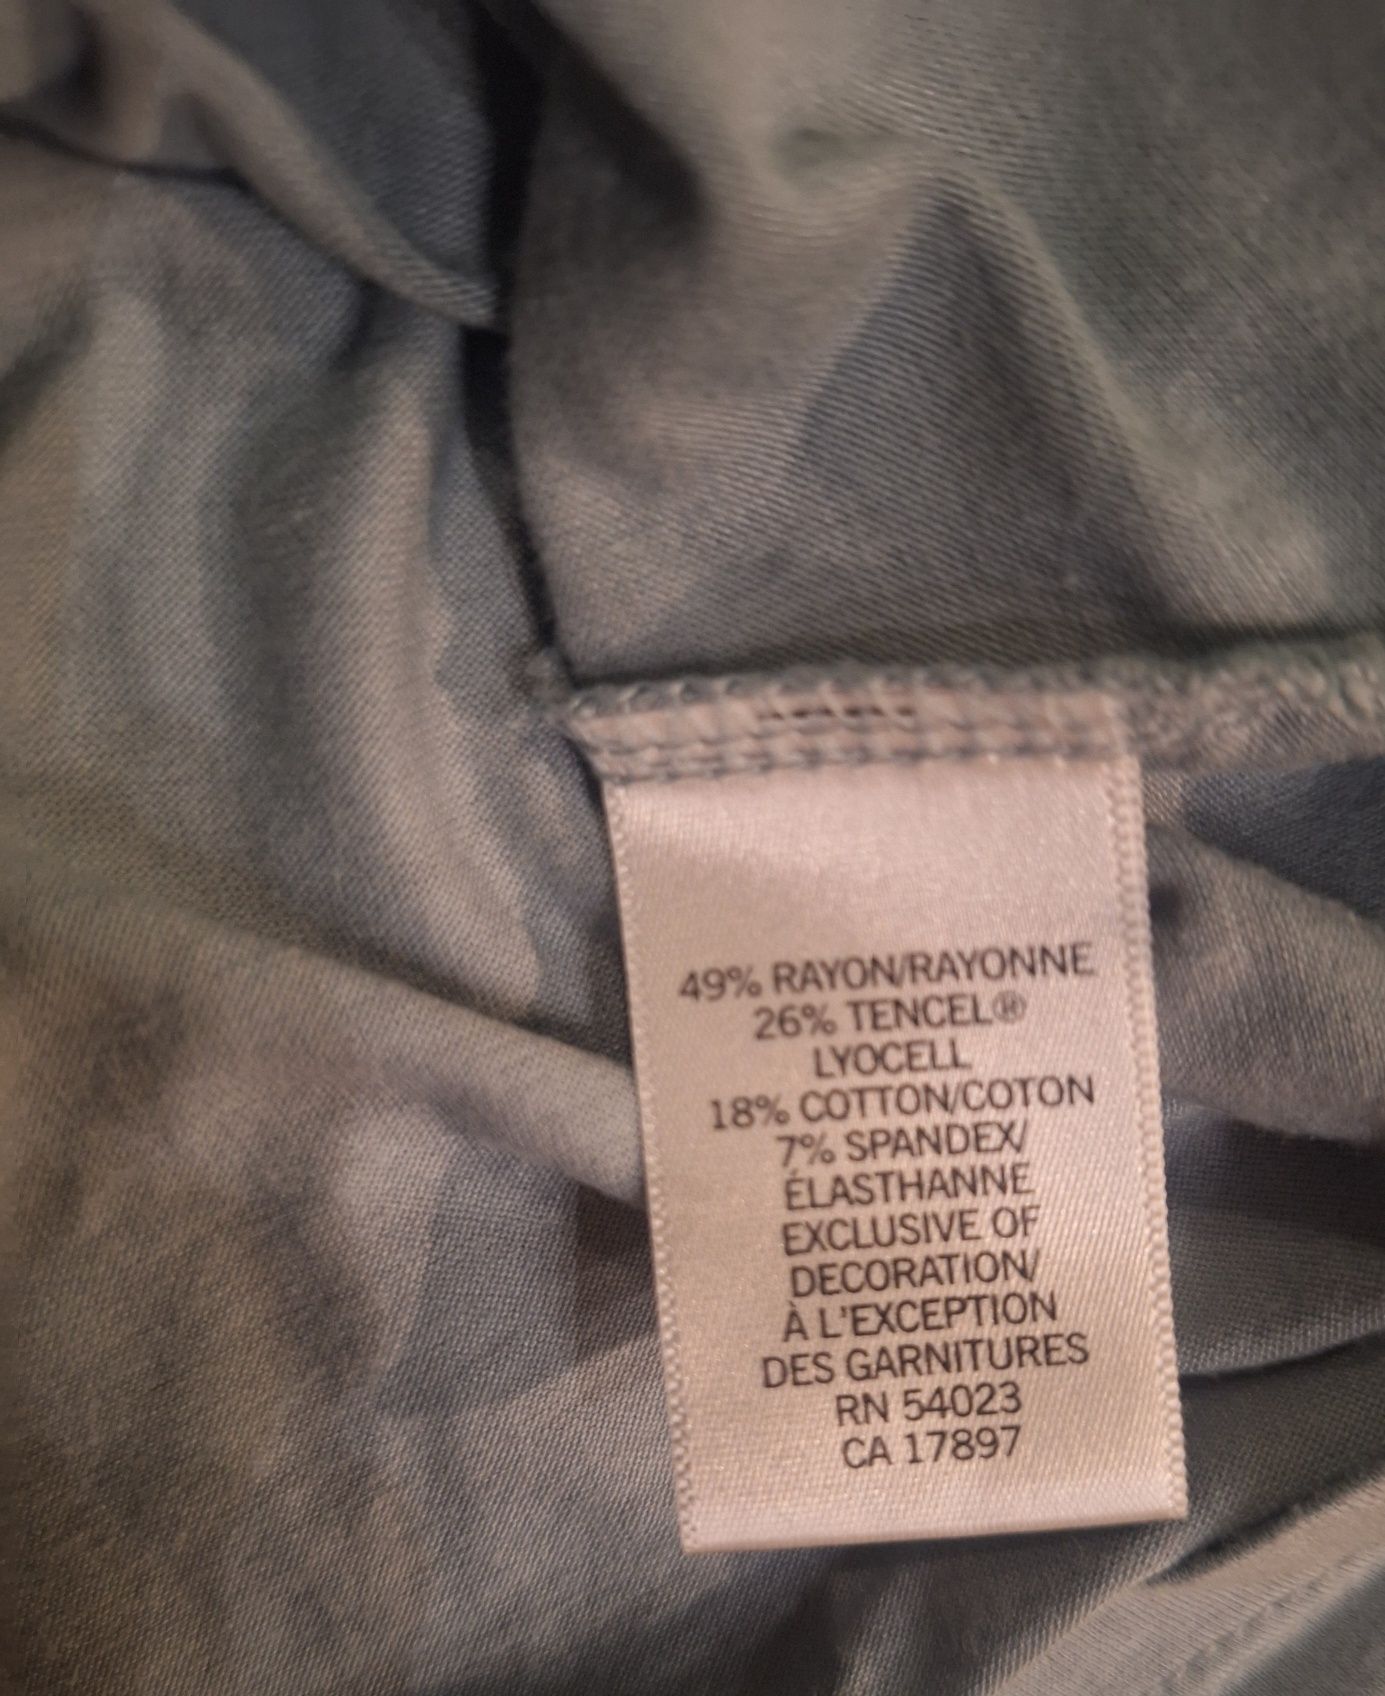 49% RAYON/RAYONNE
26% TENCEL®
LYOCELL
18% COTTON/COTON
7% SPANDEX/
ÉLASTHANNE
EXCLUSIVE OF
DECORATION/
À L'EXCEPTION
DES GARNITURES
RN 54023
CA 17897